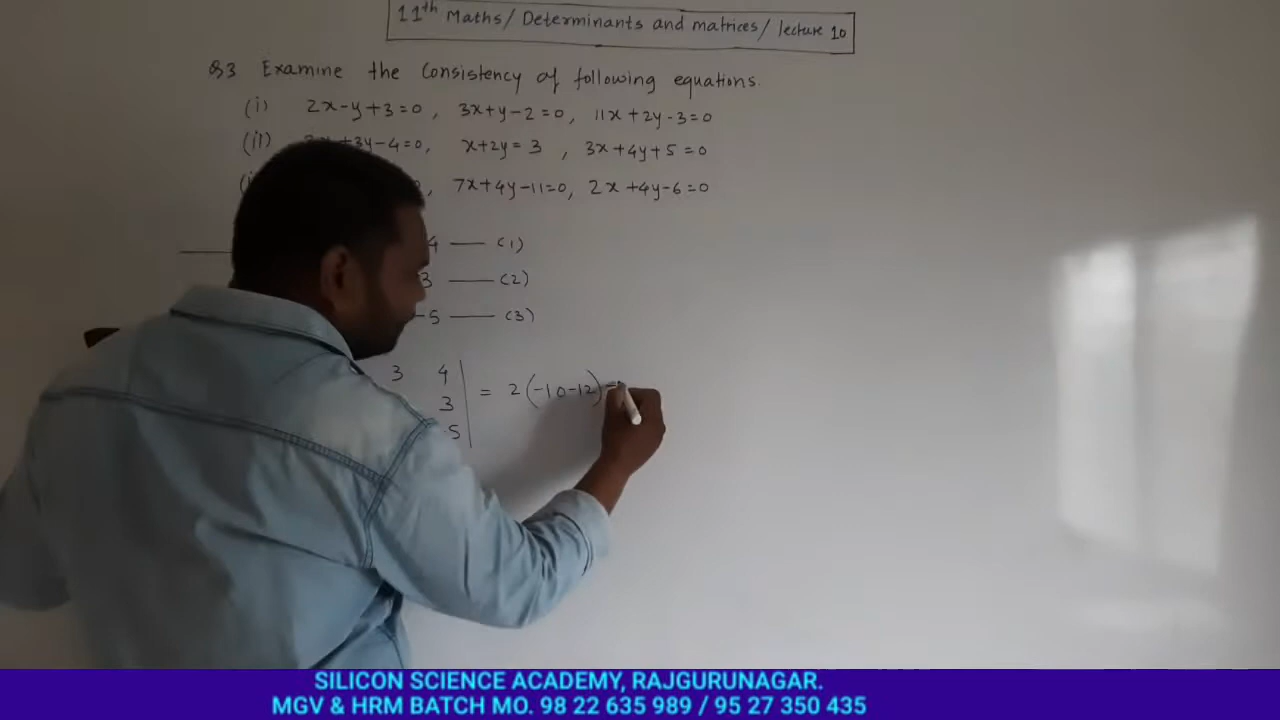 11th Maths/ Determinants and matrices/ lecture 10
Q3 Examine the Consistency of following equations.
(i) 2x-y+3=0, 3x+y-2=0, 11x+2y-3=0
(ii) +3y-4=0, x+2y=3, 3x+4y+5=0
7x+4y-11=0, 2x+4y-6=0
4 — (1)
3 — (2)
-5 — (3)
3 4
3 = 2(-10-12)
-5
SILICON SCIENCE ACADEMY, RAJGURUNAGAR.
MGV & HRM BATCH MO. 98 22 635 989 / 95 27 350 435